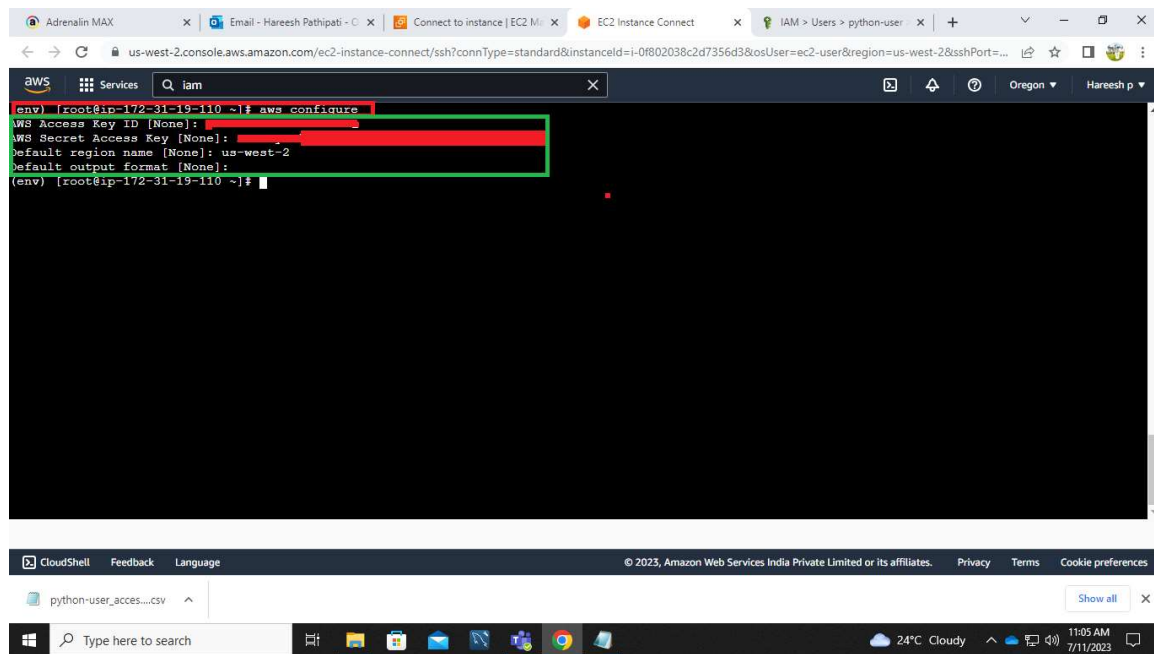 Adrenalin MAX
Email - Hareesh Pathipati -
Connect to instance | EC2
EC2 Instance Connect
IAM > Users > python-user
us-west-2.console.aws.amazon.com/ec2-instance-connect/ssh?connType=standard&instanceId=i-0f802038c2d7356d3&osUser=ec2-user&region=us-west-2&sshPort=...
aws
Services
iam
Oregon
Hareesh p
(env) [root@ip-172-31-19-110 ~]# aws configure
AWS Access Key ID [None]:
AWS Secret Access Key [None]:
Default region name [None]: us-west-2
Default output format [None]:
(env) [root@ip-172-31-19-110 ~]#
CloudShell
Feedback
Language
© 2023, Amazon Web Services India Private Limited or its affiliates.
Privacy
Terms
Cookie preferences
python-user_acces....csv
Show all
Type here to search
24°C Cloudy
11:05 AM
7/11/2023